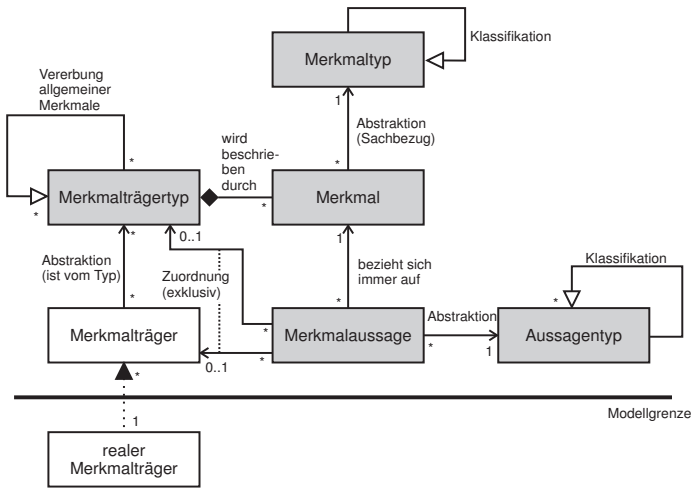 Merkmaltyp
Klassifikation
1
Abstraktion
(Sachbezug)
*
Vererbung
allgemeiner
Merkmale
*
*
Merkmalträgertyp
wird
beschrie-
ben
durch
*
Merkmal
Abstraktion
(ist vom Typ)
*
*
0..1
Zuordnung
(exklusiv)
1
bezieht sich
immer auf
*
Klassifikation
*
Merkmalträger
*
*
0..1
Merkmalaussage
Abstraktion
*
1
Aussagentyp
*
1
Modellgrenze
realer
Merkmalträger